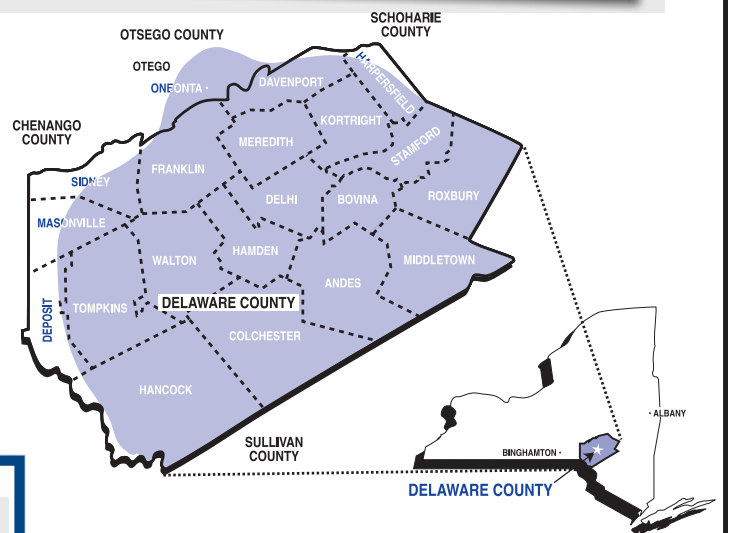 SCHOHARIE
COUNTY
OTSEGO COUNTY
OTEGO
ONEONTA
DAVENPORT
HARPERSFIELD
KORTRIGHT
CHENANGO
COUNTY
MEREDITH
STAMFORD
FRANKLIN
SIDNEY
DELHI
BOVINA
ROXBURY
MASONVILLE
WALTON
HAMDEN
MIDDLETOWN
ANDES
DEPOSIT
TOMPKINS
DELAWARE COUNTY
COLCHESTER
HANCOCK
ALBANY
SULLIVAN
COUNTY
BINGHAMTON
DELAWARE COUNTY